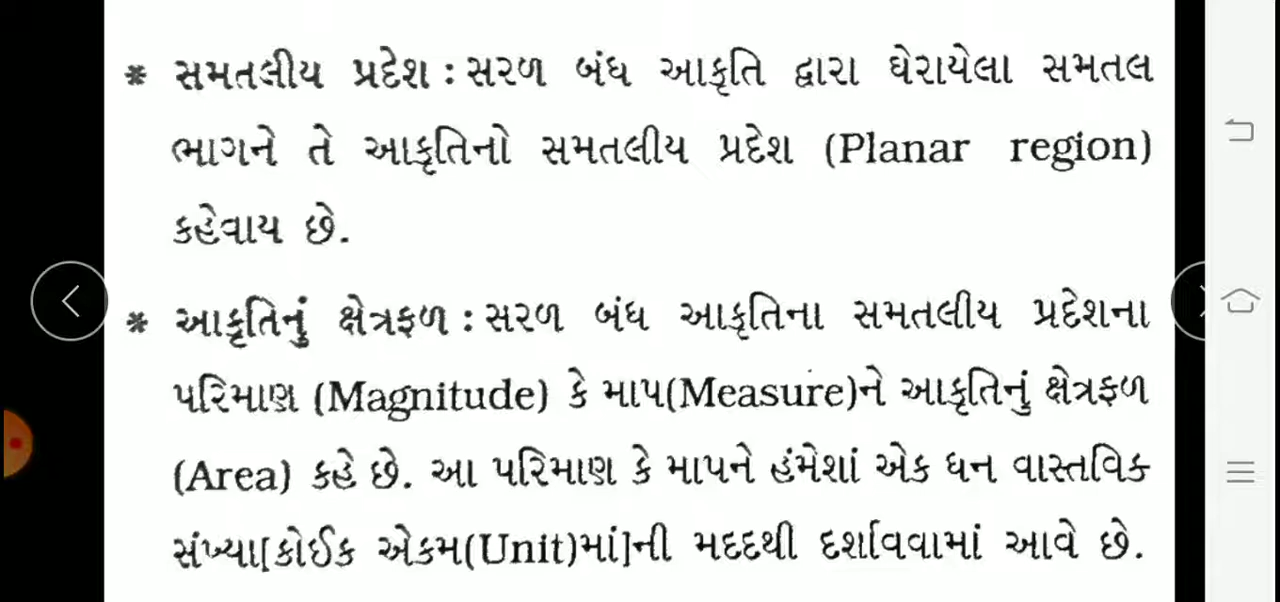 * સમતલીય પ્રદેશ : સરળ બંધ આકૃતિ દ્વારા ઘેરાયેલા સમતલ
ભાગને તે આકૃતિનો સમતલીય પ્રદેશ (Planar region)
કહેવાય છે.
* આકૃતિનું ક્ષેત્રફળ : સરળ બંધ આકૃતિના સમતલીય પ્રદેશના
પરિમાણ (Magnitude) કે માપ(Measure)ને આકૃતિનું ક્ષેત્રફળ
(Area) કહે છે. આ પરિમાણ કે માપને હંમેશાં એક ધન વાસ્તવિક
સંખ્યા[કોઈક એકમ(Unit)માં]ની મદદથી દર્શાવવામાં આવે છે.